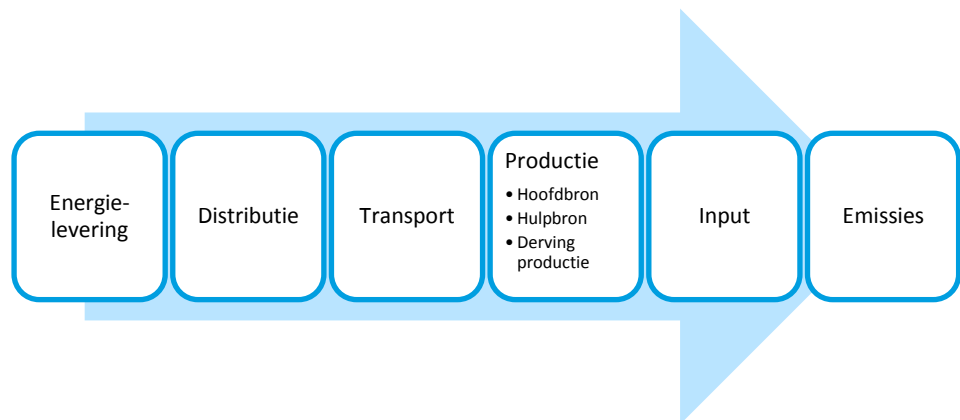 Energie-
levering
Distributie
Transport
Productie
• Hoofdbron
• Hulpbron
• Derving
productie
Input
Emissies